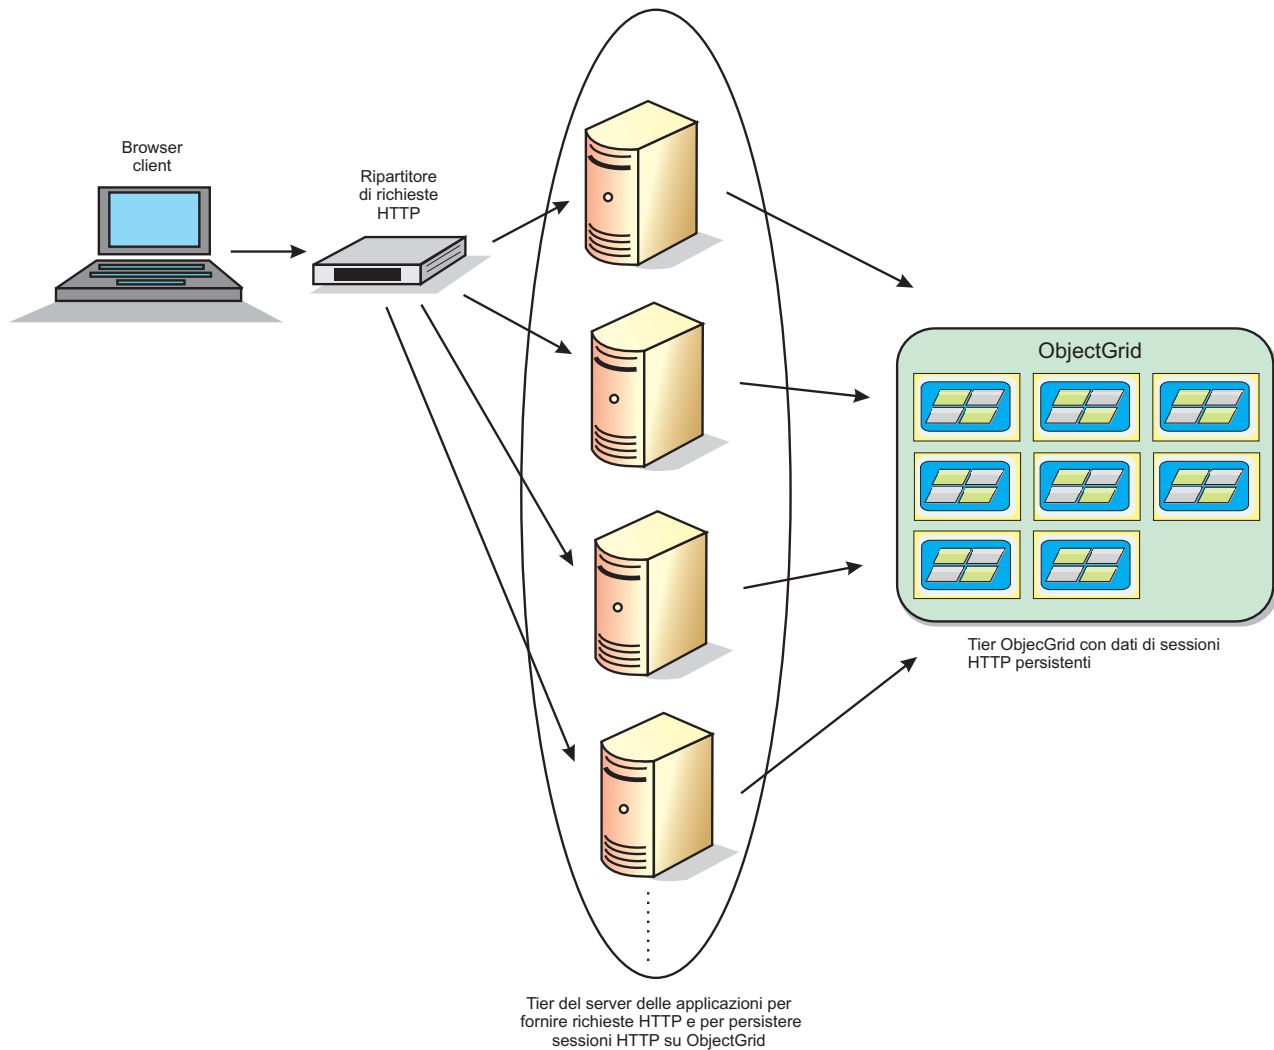 Browser
client
Ripartitore
di richieste
HTTP
ObjectGrid
Tier ObjecGrid con dati di sessioni
HTTP persistenti
Tier del server delle applicazioni per
fornire richieste HTTP e per persistere
sessioni HTTP su ObjectGrid